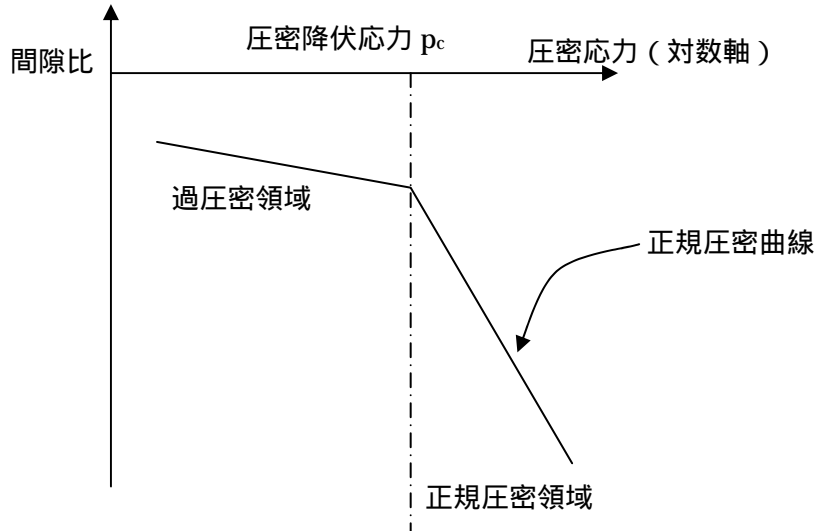 圧密降伏応力 pc
圧密応力（対数軸）
間隙比
過圧密領域
正規圧密曲線
正規圧密領域